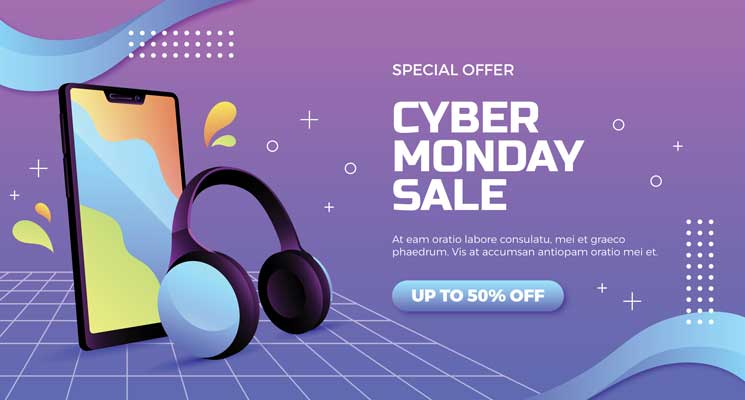 SPECIAL OFFER
CYBER
MONDAY
SALE
At eam oratio labore consulatu, mei et graeco
phaedrum. Vis at accumsan antiopam oratio mei et.
UP TO 50% OFF